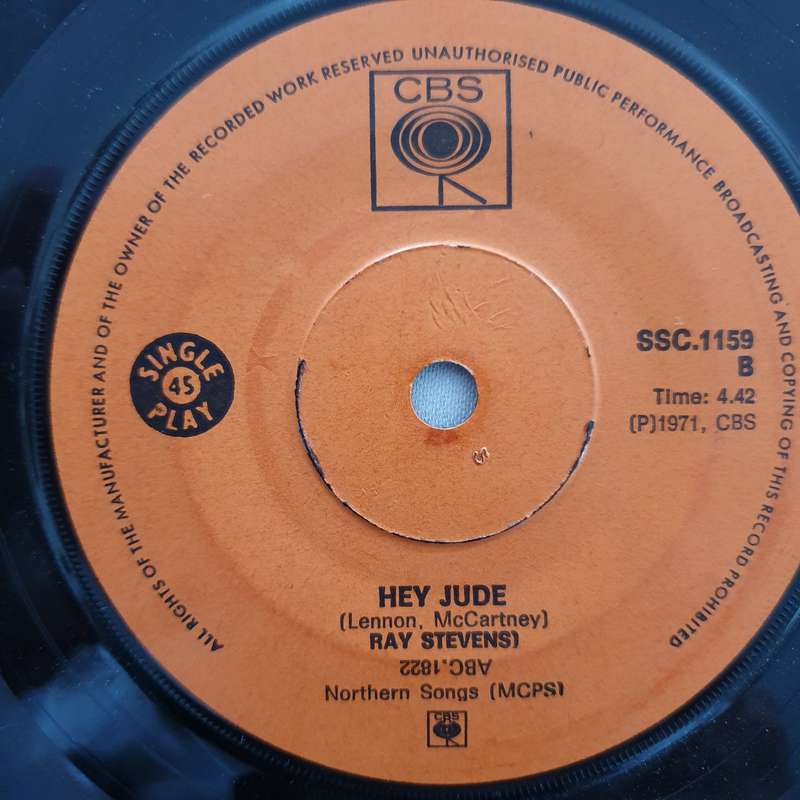 ALL RIGHTS OF THE MANUFACTURER AND OF THE OWNER OF THE RECORDED WORK RESERVED UNAUTHORISED PUBLIC PERFORMANCE BROADCASTING AND COPYING OF THIS RECORD PROHIBITED
CBS
SINGLE
45
PLAY
SSC.1159
B
Time: 4.42
(P)1971, CBS
HEY JUDE
(Lennon, McCartney)
RAY STEVENS)
ABC.1822
Northern Songs (MCPS)
CBS